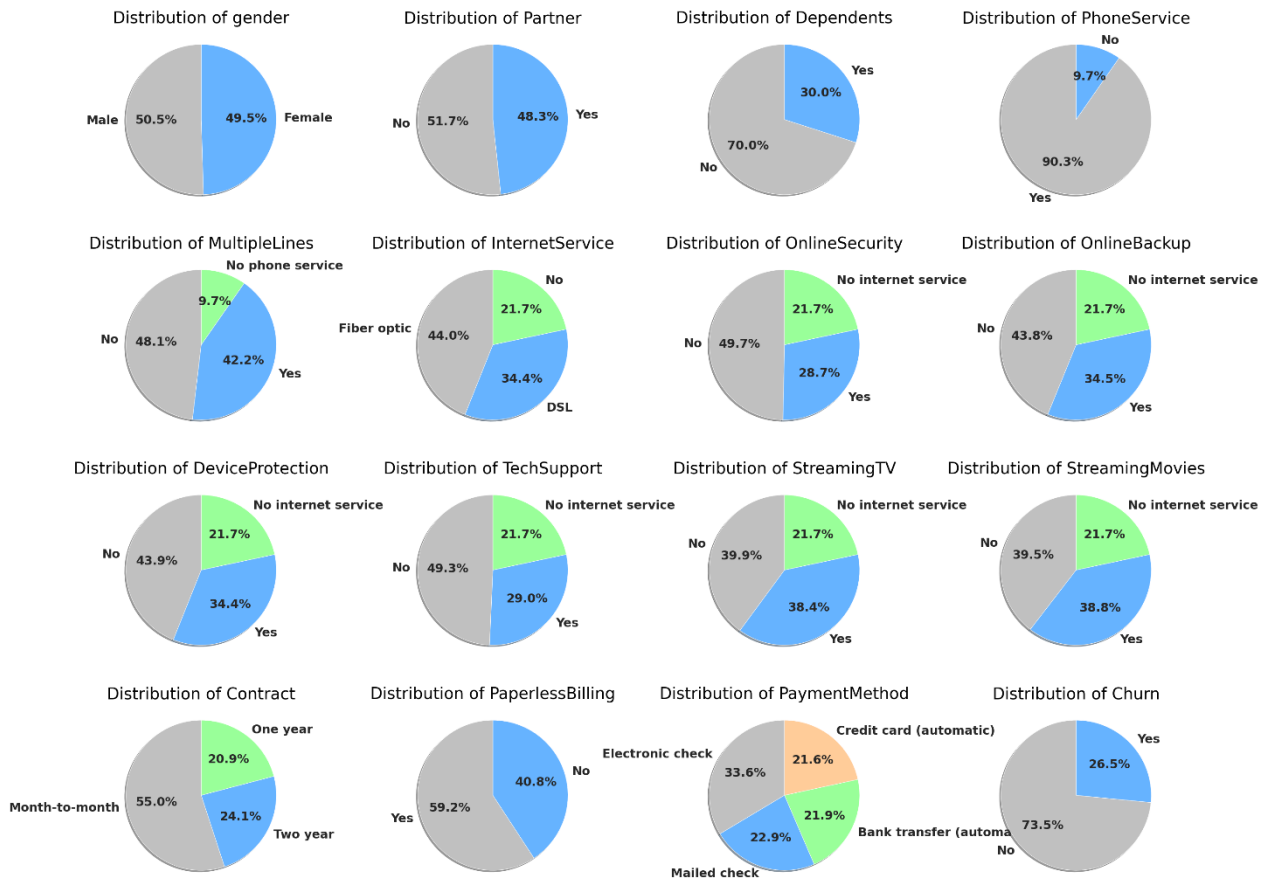 Distribution of gender
Male
50.5%
49.5%
Female
Distribution of Partner
No
51.7%
48.3%
Yes
Distribution of Dependents
Yes
30.0%
70.0%
No
Distribution of PhoneService
No
9.7%
90.3%
Yes
Distribution of MultipleLines
No phone service
9.7%
No
48.1%
42.2%
Yes
Distribution of InternetService
No
21.7%
Fiber optic
44.0%
34.4%
DSL
Distribution of OnlineSecurity
No internet service
21.7%
No
49.7%
28.7%
Yes
Distribution of OnlineBackup
No internet service
21.7%
No
43.8%
34.5%
Yes
Distribution of DeviceProtection
No internet service
21.7%
No
43.9%
34.4%
Yes
Distribution of TechSupport
No internet service
21.7%
No
49.3%
29.0%
Yes
Distribution of StreamingTV
No internet service
21.7%
No
39.9%
38.4%
Yes
Distribution of StreamingMovies
No internet service
21.7%
No
39.5%
38.8%
Yes
Distribution of Contract
One year
20.9%
Month-to-month
55.0%
24.1%
Two year
Distribution of PaperlessBilling
No
40.8%
59.2%
Yes
Distribution of PaymentMethod
Credit card (automatic)
21.6%
Electronic check
33.6%
21.9%
Bank transfer (automa
22.9%
Mailed check
Distribution of Churn
Yes
26.5%
73.5%
No